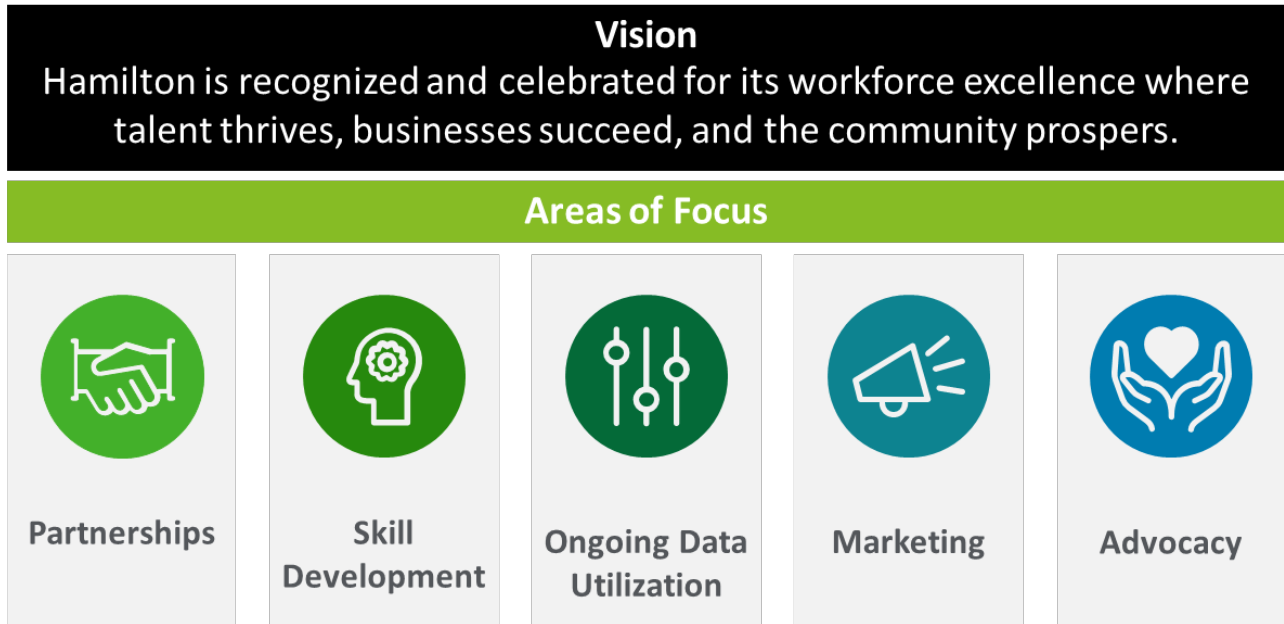 Vision
Hamilton is recognized and celebrated for its workforce excellence where
talent thrives, businesses succeed, and the community prospers.
Areas of Focus
Partnerships
Skill
Development
Ongoing Data
Utilization
Marketing
Advocacy